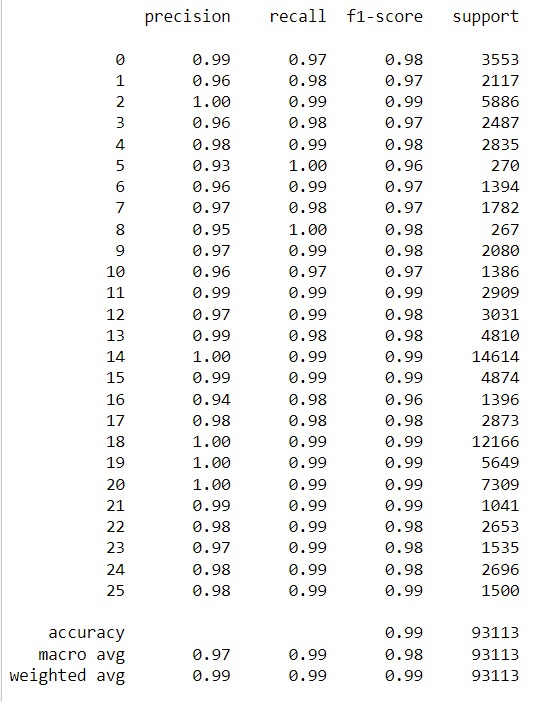 precision recall f1-score support
0 0.99 0.97 0.98 3553
1 0.96 0.98 0.97 2117
2 1.00 0.99 0.99 5886
3 0.96 0.98 0.97 2487
4 0.98 0.99 0.98 2835
5 0.93 1.00 0.96 270
6 0.96 0.99 0.97 1394
7 0.97 0.98 0.97 1782
8 0.95 1.00 0.98 267
9 0.97 0.99 0.98 2080
10 0.96 0.97 0.97 1386
11 0.99 0.99 0.99 2909
12 0.97 0.99 0.98 3031
13 0.99 0.98 0.98 4810
14 1.00 0.99 0.99 14614
15 0.99 0.99 0.99 4874
16 0.94 0.98 0.96 1396
17 0.98 0.98 0.98 2873
18 1.00 0.99 0.99 12166
19 1.00 0.99 0.99 5649
20 1.00 0.99 0.99 7309
21 0.99 0.99 0.99 1041
22 0.98 0.99 0.98 2653
23 0.97 0.99 0.98 1535
24 0.98 0.99 0.98 2696
25 0.98 0.99 0.99 1500
accuracy 0.99 93113
macro avg 0.97 0.99 0.98 93113
weighted avg 0.99 0.99 0.99 93113